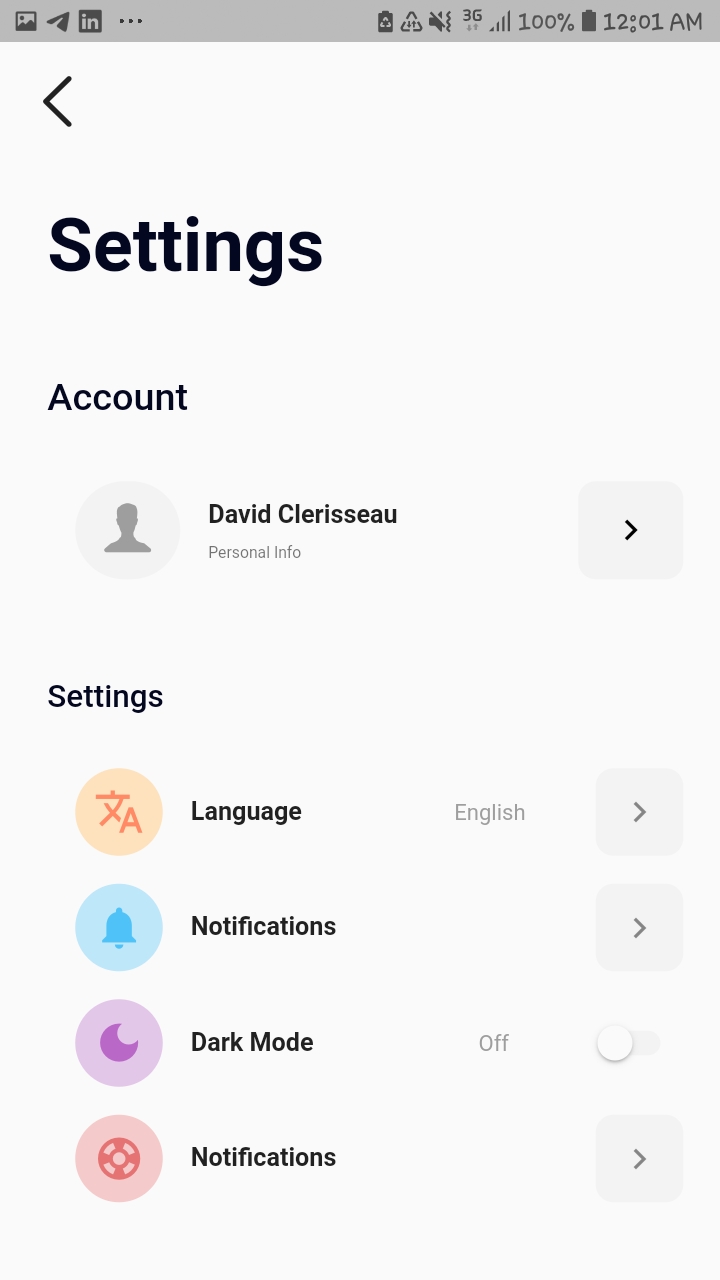 3G 100% 12:01 AM
Settings
Account
David Clerisseau
Personal Info
Settings
Language English
Notifications
Dark Mode Off
Notifications